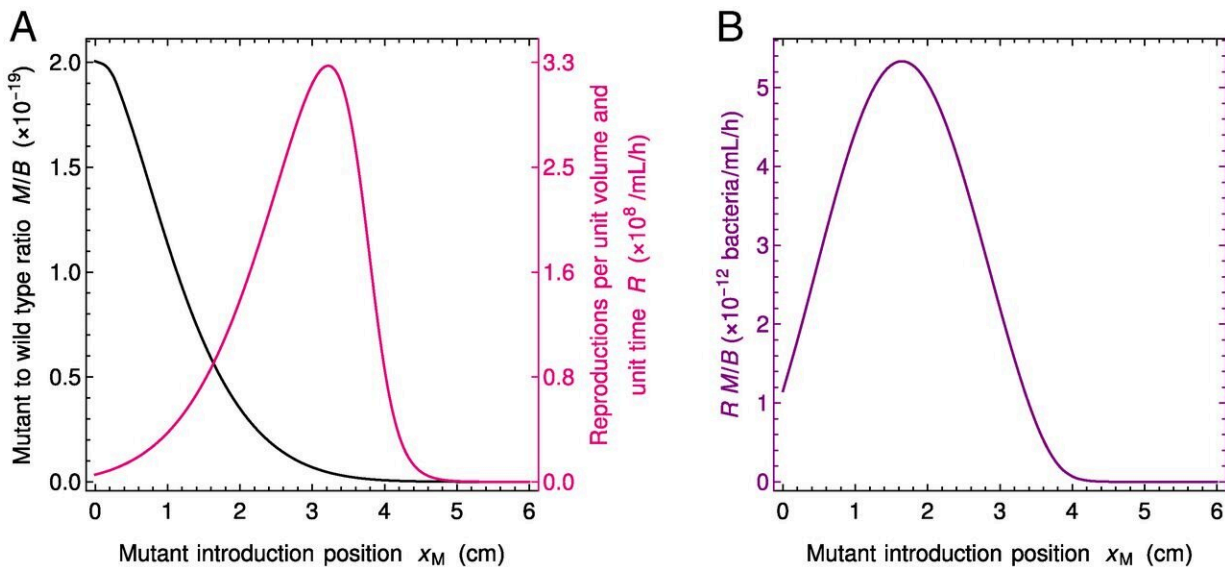 A
Mutant to wild type ratio M/B (×10⁻¹⁹)
2.0
1.5
1.0
0.5
0.0
0 1 2 3 4 5 6
Mutant introduction position x_M (cm)
3.3
2.5
1.6
0.8
0.0
Reproductions per unit volume and
unit time R (×10⁸ /mL/h)
B
R M/B (×10⁻¹² bacteria/mL/h)
5
4
3
2
1
0
0 1 2 3 4 5 6
Mutant introduction position x_M (cm)